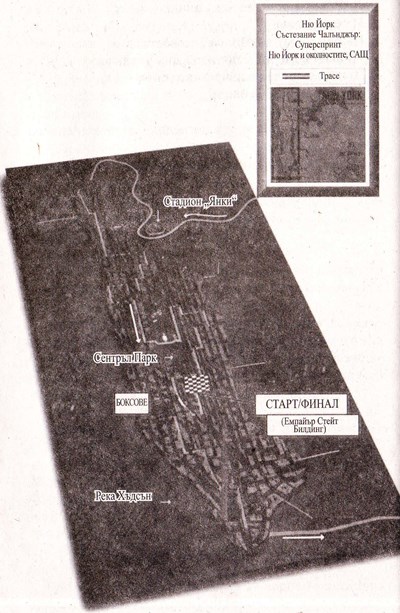 Ню Йорк
Състезание Чалънджър:
Суперспринт
Ню Йорк и околностите, САЩ
Трасе
Стадион „Янки“
Сентръл Парк
БОКСОВЕ
СТАРТ/ФИНАЛ
(Емпайър Стейт
Билдинг)
Река Хъдсън